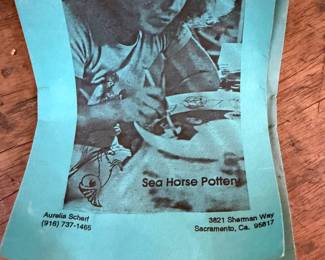 Sea Horse Pottery
Aurelia Scherf
(916) 737-1465
3821 Sherman Way
Sacramento, Ca. 95817